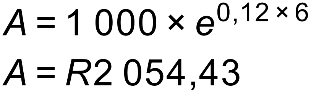 A = 1 000 × e^0,12 × 6
A = R2 054,43